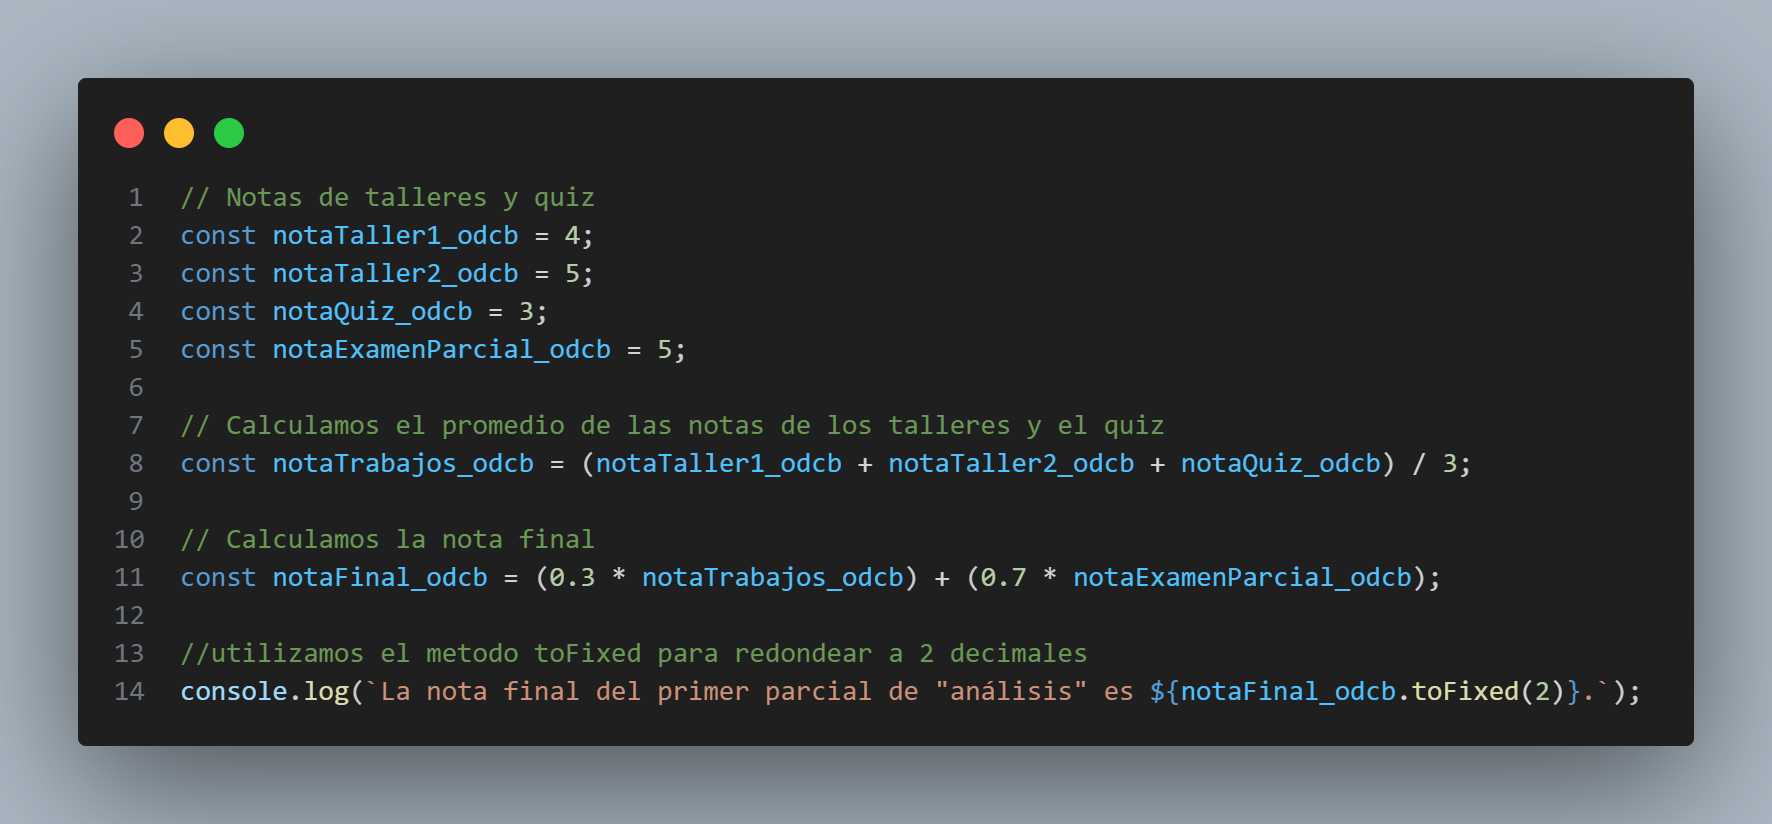 1 // Notas de talleres y quiz
2 const notaTaller1_odcb = 4;
3 const notaTaller2_odcb = 5;
4 const notaQuiz_odcb = 3;
5 const notaExamenParcial_odcb = 5;
6
7 // Calculamos el promedio de las notas de los talleres y el quiz
8 const notaTrabajos_odcb = (notaTaller1_odcb + notaTaller2_odcb + notaQuiz_odcb) / 3;
9
10 // Calculamos la nota final
11 const notaFinal_odcb = (0.3 * notaTrabajos_odcb) + (0.7 * notaExamenParcial_odcb);
12
13 //utilizamos el metodo toFixed para redondear a 2 decimales
14 console.log(`La nota final del primer parcial de "análisis" es ${notaFinal_odcb.toFixed(2)}.`);